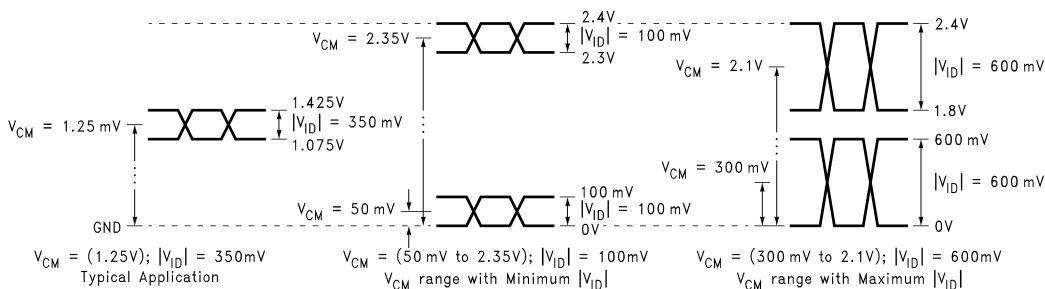 V_CM = 1.25 mV
1.425V
|V_ID| = 350 mV
1.075V
GND
V_CM = (1.25V); |V_ID| = 350mV
Typical Application
V_CM = 2.35V
2.4V
|V_ID| = 100 mV
2.3V
V_CM = 50 mV
100 mV
|V_ID| = 100 mV
0V
V_CM = (50 mV to 2.35V); |V_ID| = 100mV
V_CM range with Minimum |V_ID|
V_CM = 2.1V
2.4V
|V_ID| = 600 mV
1.8V
V_CM = 300 mV
600 mV
|V_ID| = 600 mV
0V
V_CM = (300 mV to 2.1V); |V_ID| = 600mV
V_CM range with Maximum |V_ID|